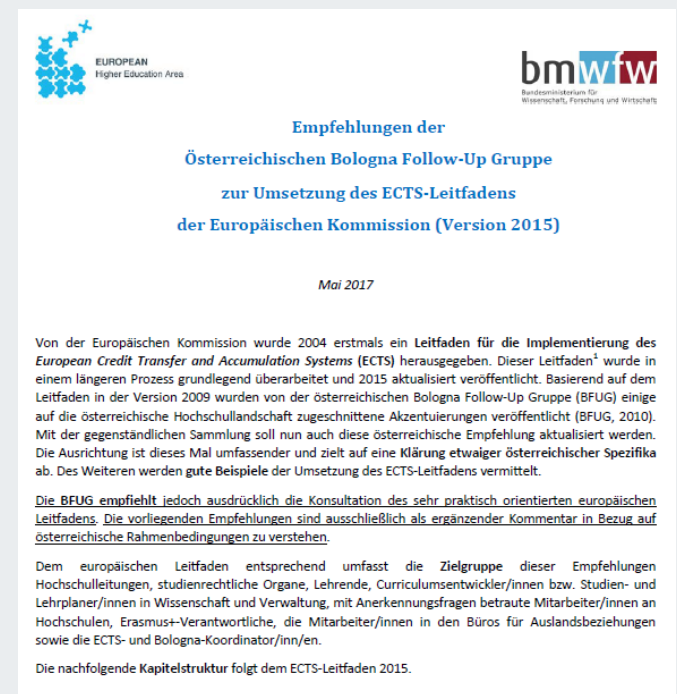 EUROPEAN
Higher Education Area
bmwfw
Bundesministerium für
Wissenschaft, Forschung und Wirtschaft
Empfehlungen der
Österreichischen Bologna Follow-Up Gruppe
zur Umsetzung des ECTS-Leitfadens
der Europäischen Kommission (Version 2015)
Mai 2017
Von der Europäischen Kommission wurde 2004 erstmals ein Leitfaden für die Implementierung des
European Credit Transfer and Accumulation Systems (ECTS) herausgegeben. Dieser Leitfaden¹ wurde in
einem längeren Prozess grundlegend überarbeitet und 2015 aktualisiert veröffentlicht. Basierend auf dem
Leitfaden in der Version 2009 wurden von der österreichischen Bologna Follow-Up Gruppe (BFUG) einige
auf die österreichische Hochschullandschaft zugeschnittene Akzentuierungen veröffentlicht (BFUG, 2010).
Mit der gegenständlichen Sammlung soll nun auch diese österreichische Empfehlung aktualisiert werden.
Die Ausrichtung ist dieses Mal umfassender und zielt auf eine Klärung etwaiger österreichischer Spezifika
ab. Des Weiteren werden gute Beispiele der Umsetzung des ECTS-Leitfadens vermittelt.
Die BFUG empfiehlt jedoch ausdrücklich die Konsultation des sehr praktisch orientierten europäischen
Leitfadens. Die vorliegenden Empfehlungen sind ausschließlich als ergänzender Kommentar in Bezug auf
österreichische Rahmenbedingungen zu verstehen.
Dem europäischen Leitfaden entsprechend umfasst die Zielgruppe dieser Empfehlungen
Hochschulleitungen, studienrechtliche Organe, Lehrende, Curriculumsentwickler/innen bzw. Studien- und
Lehrplaner/innen in Wissenschaft und Verwaltung, mit Anerkennungsfragen betraute Mitarbeiter/innen an
Hochschulen, Erasmus+-Verantwortliche, die Mitarbeiter/innen in den Büros für Auslandsbeziehungen
sowie die ECTS- und Bologna-Koordinator/inn/en.
Die nachfolgende Kapitelstruktur folgt dem ECTS-Leitfaden 2015.